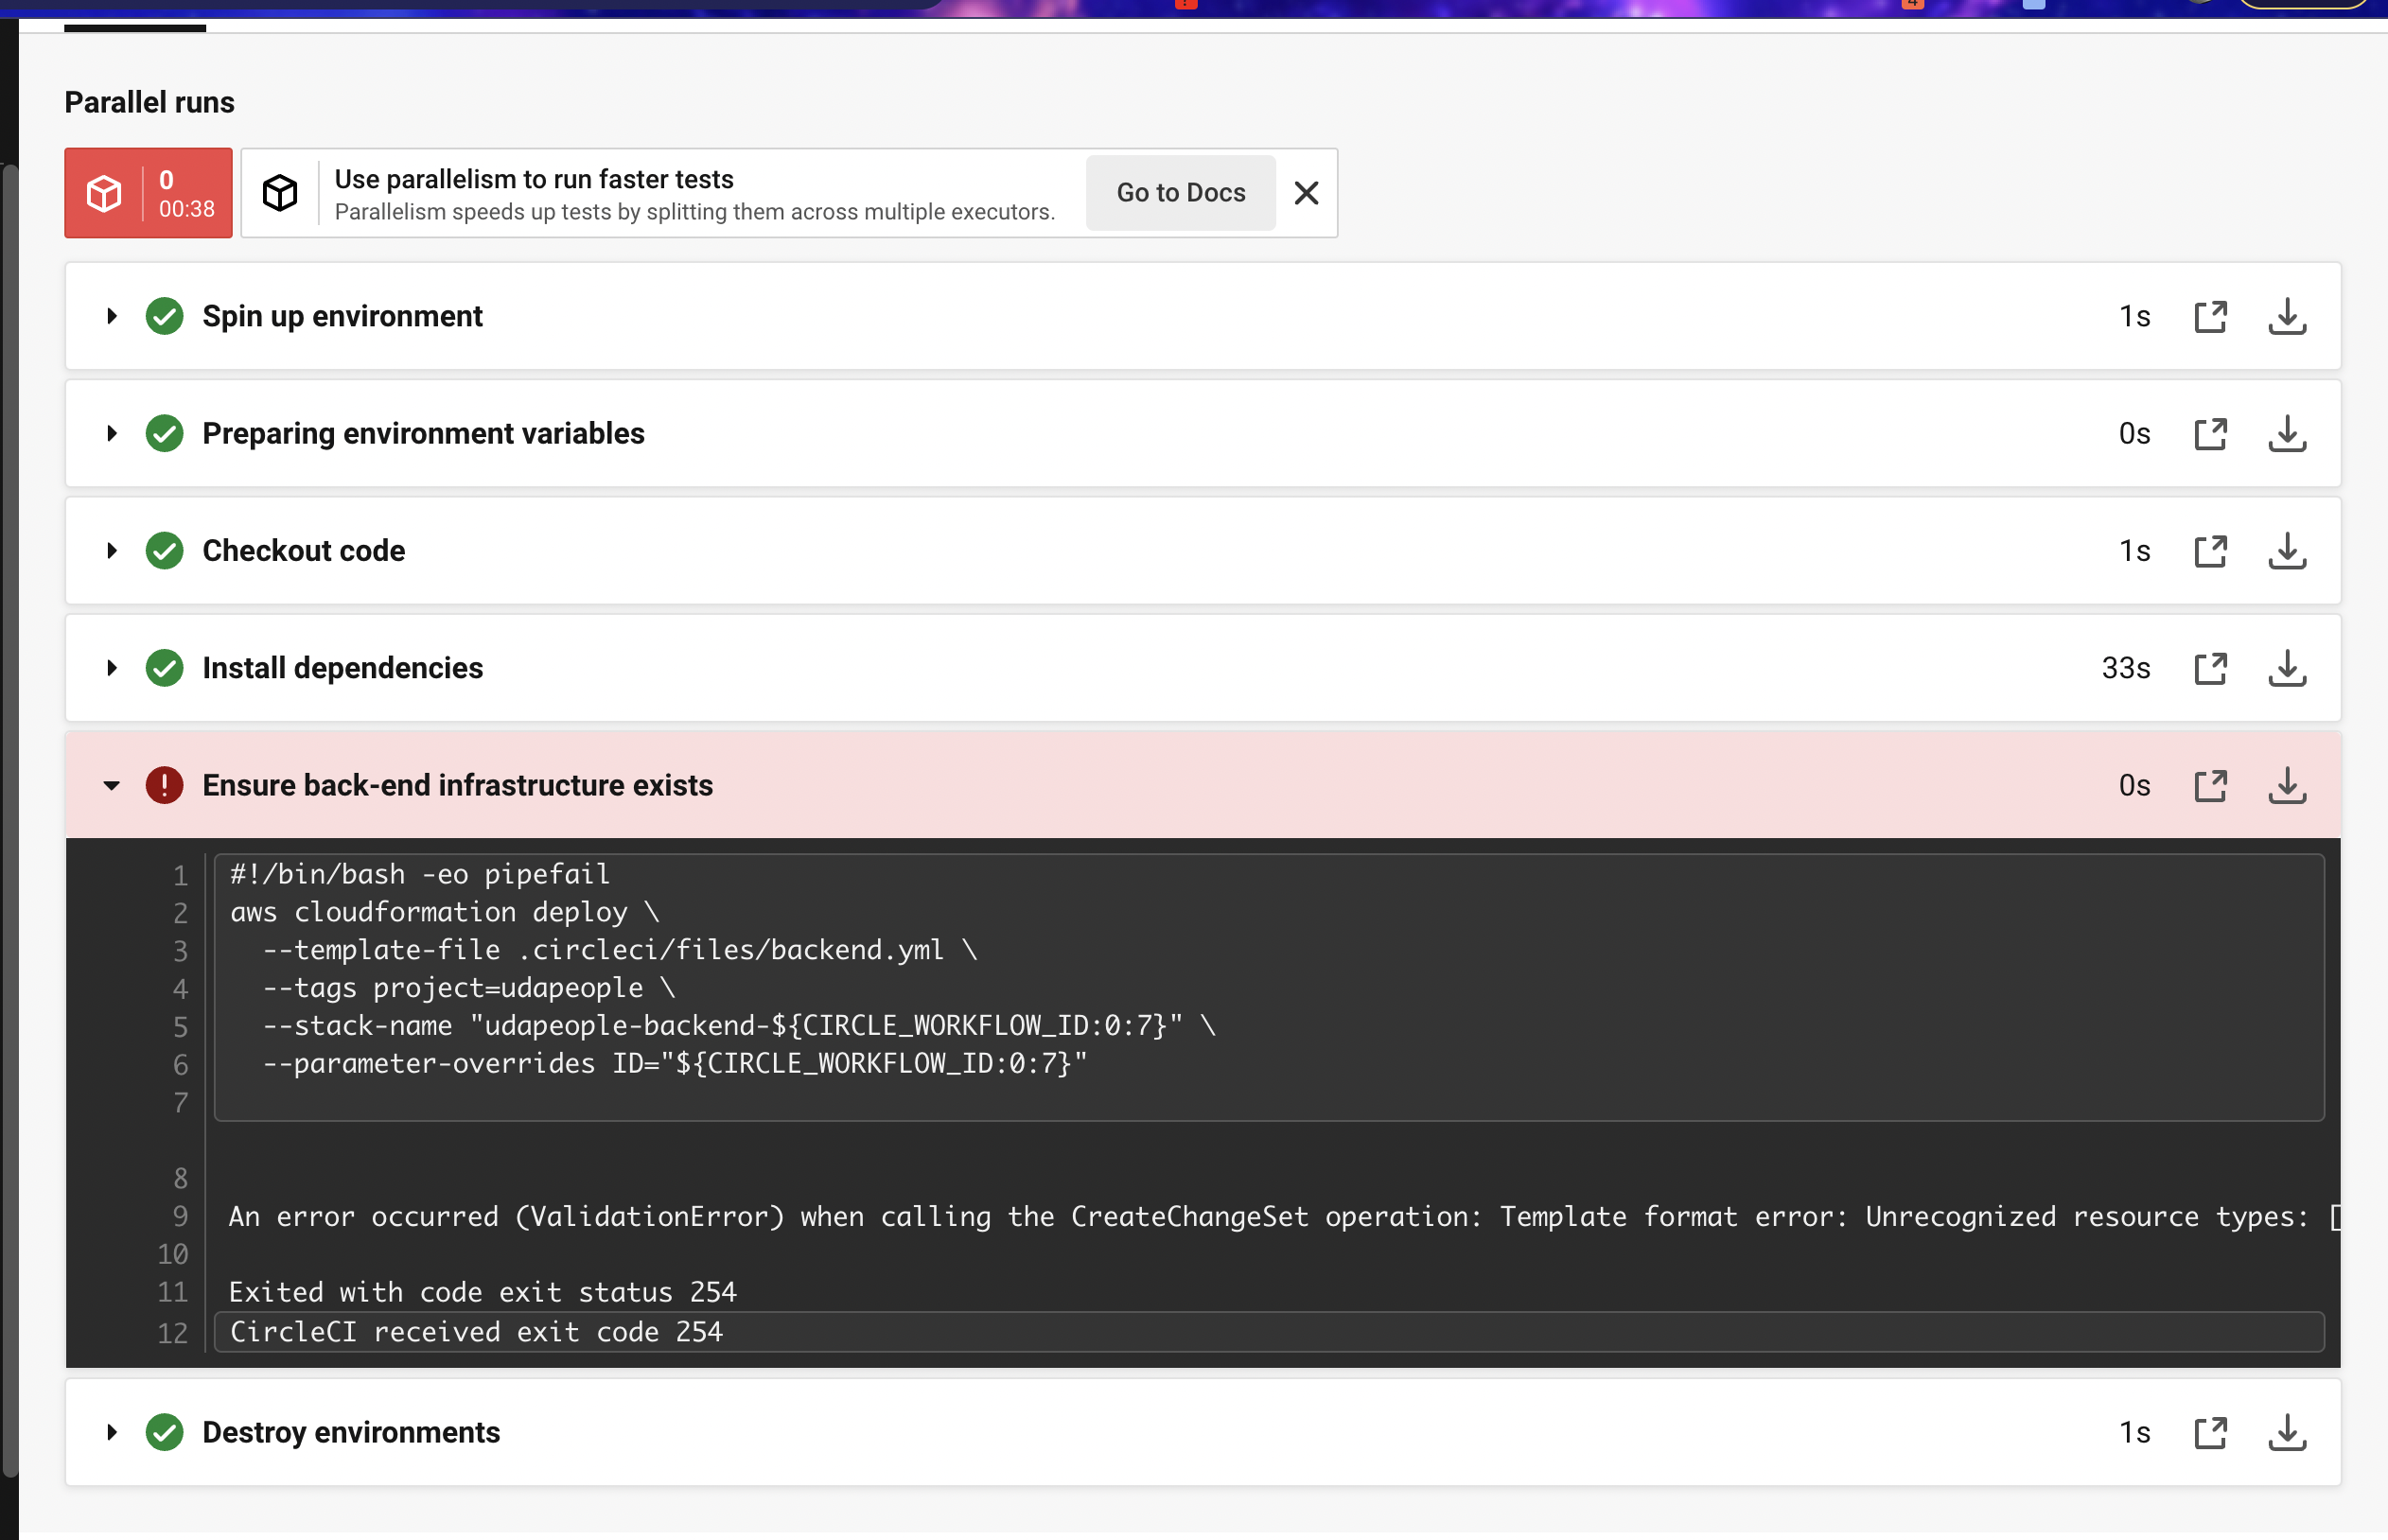 Parallel runs
0
00:38
Use parallelism to run faster tests
Parallelism speeds up tests by splitting them across multiple executors.
Go to Docs
Spin up environment
1s
Preparing environment variables
0s
Checkout code
1s
Install dependencies
33s
Ensure back-end infrastructure exists
0s
1 #!/bin/bash -eo pipefail
2 aws cloudformation deploy \
3   --template-file .circleci/files/backend.yml \
4   --tags project=udapeople \
5   --stack-name "udapeople-backend-${CIRCLE_WORKFLOW_ID:0:7}" \
6   --parameter-overrides ID="${CIRCLE_WORKFLOW_ID:0:7}"
7
8
9 An error occurred (ValidationError) when calling the CreateChangeSet operation: Template format error: Unrecognized resource types: [
10
11 Exited with code exit status 254
12 CircleCI received exit code 254
Destroy environments
1s